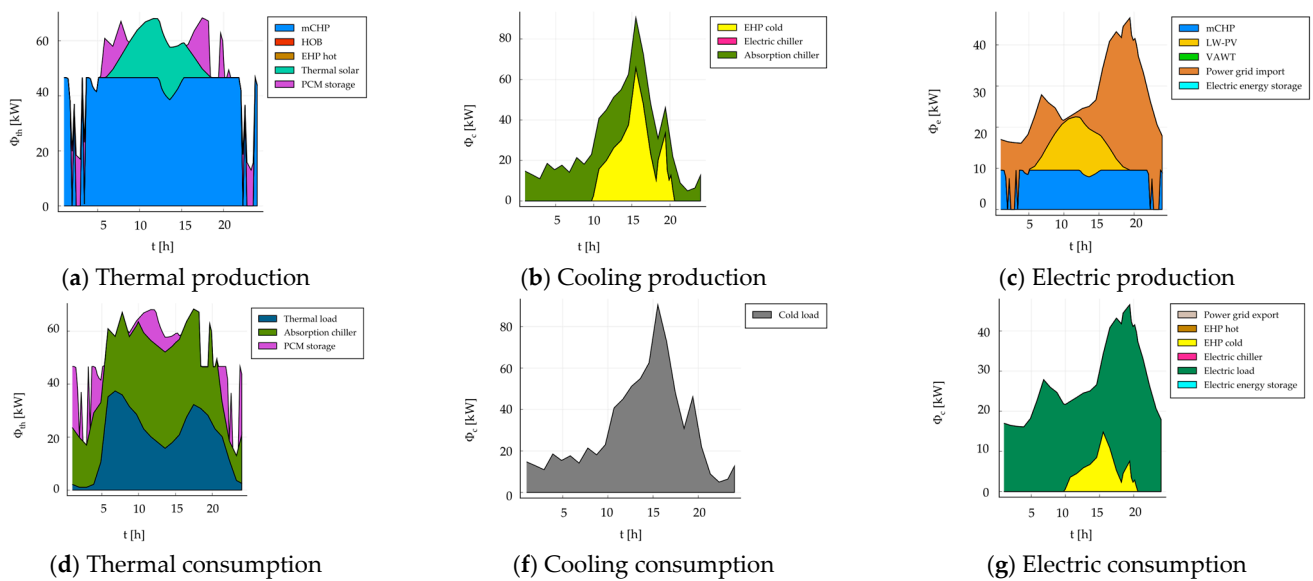 Φth [kW]
60
40
20
0
5
10
15
20
t [h]
mCHP
HOB
EHP hot
Thermal solar
PCM storage
(a) Thermal production
Φc [kW]
80
60
40
20
0
5
10
15
20
t [h]
EHP cold
Electric chiller
Absorption chiller
(b) Cooling production
Φe [kW]
40
30
20
10
0
5
10
15
20
t [h]
mCHP
LW-PV
VAWT
Power grid import
Electric energy storage
(c) Electric production
Φth [kW]
60
40
20
0
5
10
15
20
t [h]
Thermal load
Absorption chiller
PCM storage
(d) Thermal consumption
Φc [kW]
80
60
40
20
0
5
10
15
20
t [h]
Cold load
(f) Cooling consumption
Φc [kW]
40
30
20
10
0
5
10
15
20
t [h]
Power grid export
EHP hot
EHP cold
Electric chiller
Electric load
Electric energy storage
(g) Electric consumption